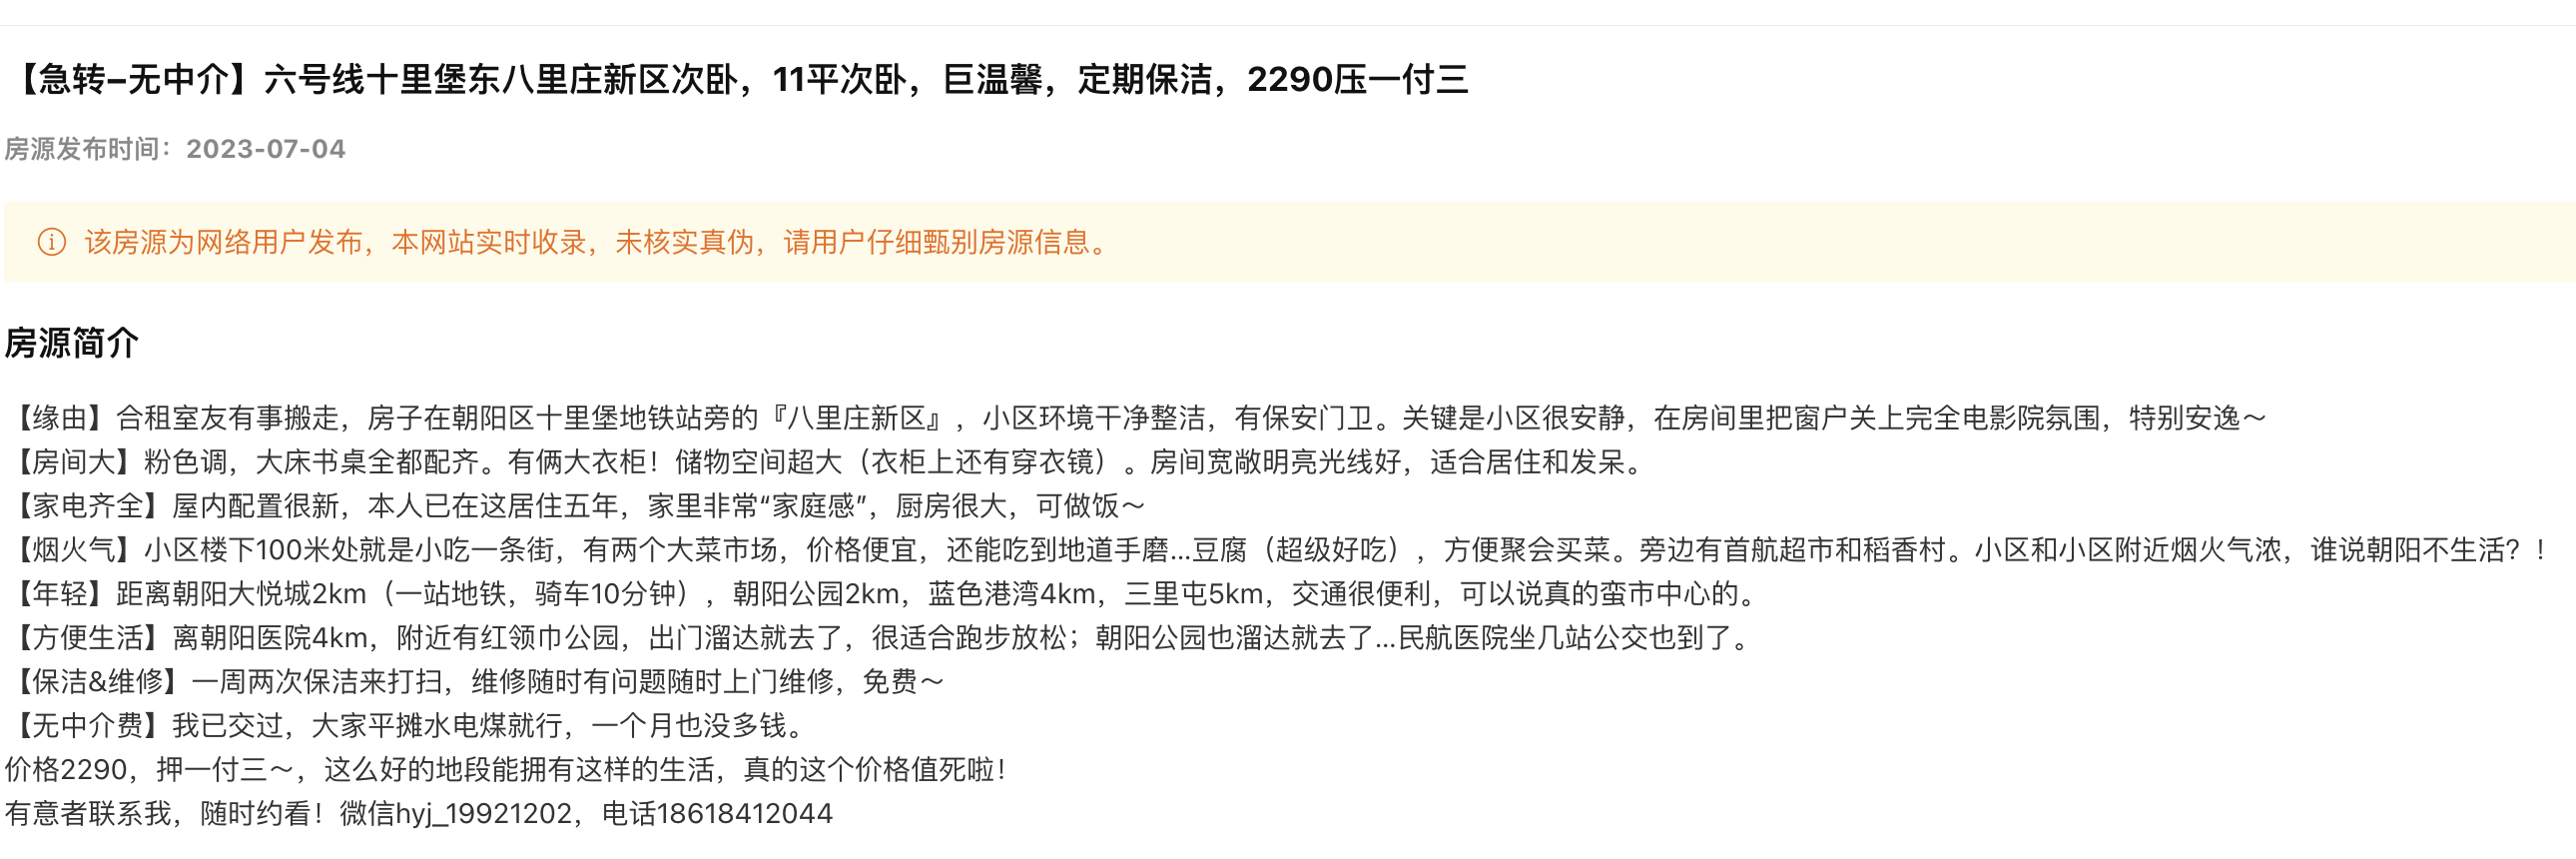 【急转–无中介】六号线十里堡东八里庄新区次卧，11平次卧，巨温馨，定期保洁，2290压一付三
房源发布时间：2023-07-04
该房源为网络用户发布，本网站实时收录，未核实真伪，请用户仔细甄别房源信息。
房源简介
【缘由】合租室友有事搬走，房子在朝阳区十里堡地铁站旁的『八里庄新区』，小区环境干净整洁，有保安门卫。关键是小区很安静，在房间里把窗户关上完全电影院氛围，特别安逸～
【房间大】粉色调，大床书桌全都配齐。有俩大衣柜！储物空间超大（衣柜上还有穿衣镜）。房间宽敞明亮光线好，适合居住和发呆。
【家电齐全】屋内配置很新，本人已在这居住五年，家里非常“家庭感”，厨房很大，可做饭～
【烟火气】小区楼下100米处就是小吃一条街，有两个大菜市场，价格便宜，还能吃到地道手磨...豆腐（超级好吃），方便聚会买菜。旁边有首航超市和稻香村。小区和小区附近烟火气浓，谁说朝阳不生活？！
【年轻】距离朝阳大悦城2km（一站地铁，骑车10分钟），朝阳公园2km，蓝色港湾4km，三里屯5km，交通很便利，可以说真的蛮市中心的。
【方便生活】离朝阳医院4km，附近有红领巾公园，出门溜达就去了，很适合跑步放松；朝阳公园也溜达就去了...民航医院坐几站公交也到了。
【保洁&维修】一周两次保洁来打扫，维修随时有问题随时上门维修，免费～
【无中介费】我已交过，大家平摊水电煤就行，一个月也没多钱。
价格2290，押一付三～，这么好的地段能拥有这样的生活，真的这个价格值死啦！
有意者联系我，随时约看！微信hyj_19921202，电话18618412044